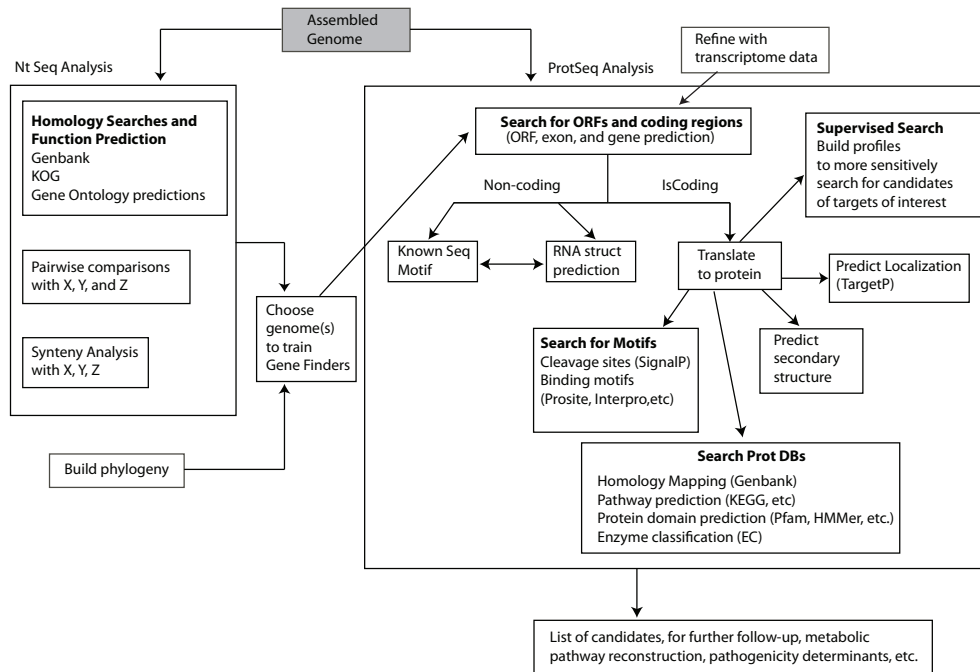 Assembled
Genome
Nt Seq Analysis
ProtSeq Analysis
Refine with
transcriptome data
Homology Searches and
Function Prediction
Genbank
KOG
Gene Ontology predictions
Pairwise comparisons
with X, Y, and Z
Synteny Analysis
with X, Y, Z
Build phylogeny
Choose
genome(s)
to train
Gene Finders
Search for ORFs and coding regions
(ORF, exon, and gene prediction)
Non-coding
IsCoding
Known Seq
Motif
RNA struct
prediction
Translate
to protein
Supervised Search
Build profiles
to more sensitively
search for candidates
of targets of interest
Predict Localization
(TargetP)
Predict
secondary
structure
Search for Motifs
Cleavage sites (SignalP)
Binding motifs
(Prosite, Interpro,etc)
Search Prot DBs
Homology Mapping (Genbank)
Pathway prediction (KEGG, etc)
Protein domain prediction (Pfam, HMMer, etc.)
Enzyme classification (EC)
List of candidates, for further follow-up, metabolic
pathway reconstruction, pathogenicity determinants, etc.